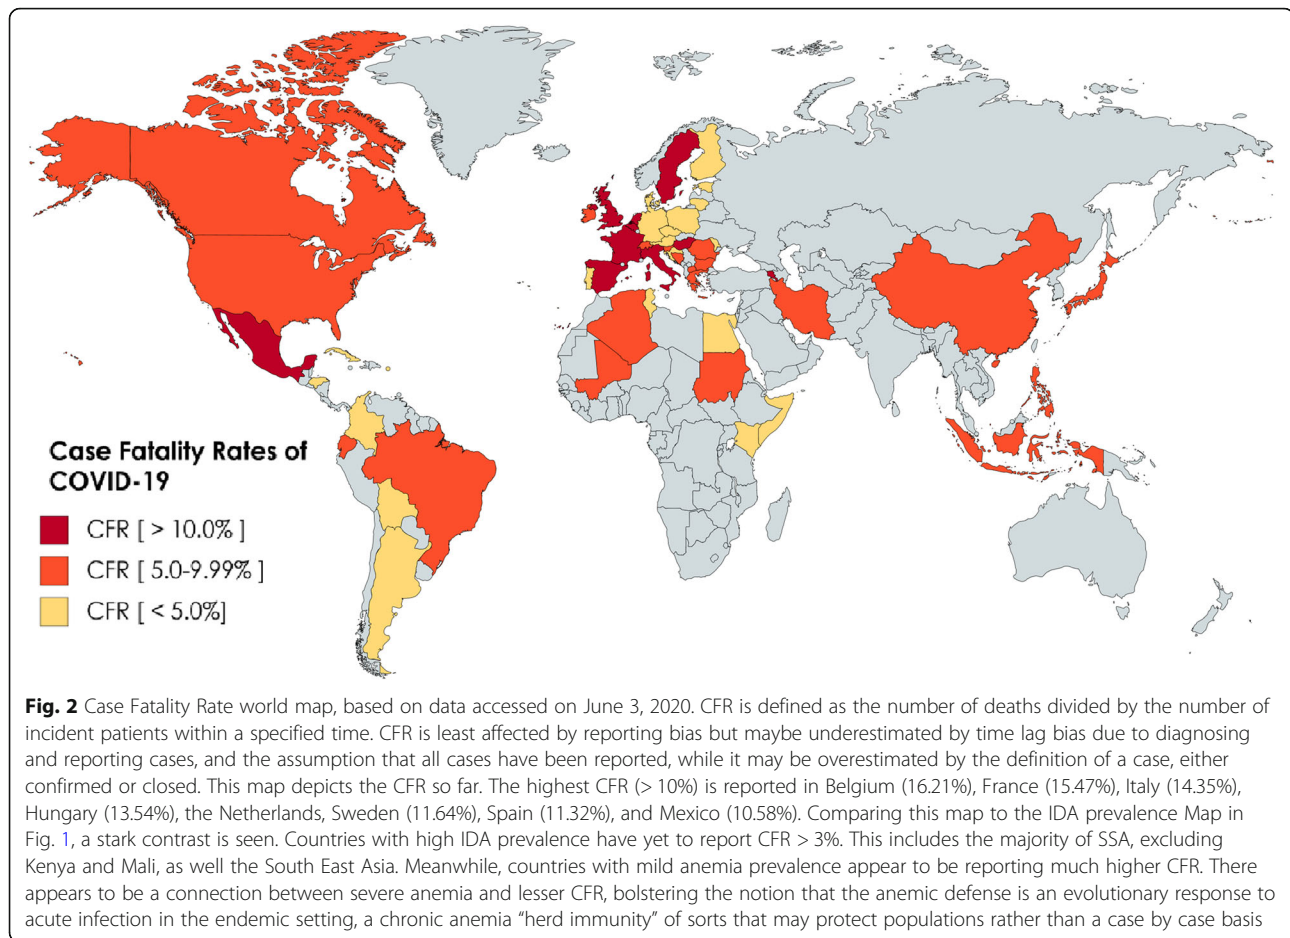 Case Fatality Rates of
COVID-19
CFR [ > 10.0% ]
CFR [ 5.0-9.99% ]
CFR [ < 5.0%]
Fig. 2 Case Fatality Rate world map, based on data accessed on June 3, 2020. CFR is defined as the number of deaths divided by the number of
incident patients within a specified time. CFR is least affected by reporting bias but maybe underestimated by time lag bias due to diagnosing
and reporting cases, and the assumption that all cases have been reported, while it may be overestimated by the definition of a case, either
confirmed or closed. This map depicts the CFR so far. The highest CFR (> 10%) is reported in Belgium (16.21%), France (15.47%), Italy (14.35%),
Hungary (13.54%), the Netherlands, Sweden (11.64%), Spain (11.32%), and Mexico (10.58%). Comparing this map to the IDA prevalence Map in
Fig. 1, a stark contrast is seen. Countries with high IDA prevalence have yet to report CFR > 3%. This includes the majority of SSA, excluding
Kenya and Mali, as well the South East Asia. Meanwhile, countries with mild anemia prevalence appear to be reporting much higher CFR. There
appears to be a connection between severe anemia and lesser CFR, bolstering the notion that the anemic defense is an evolutionary response to
acute infection in the endemic setting, a chronic anemia “herd immunity” of sorts that may protect populations rather than a case by case basis